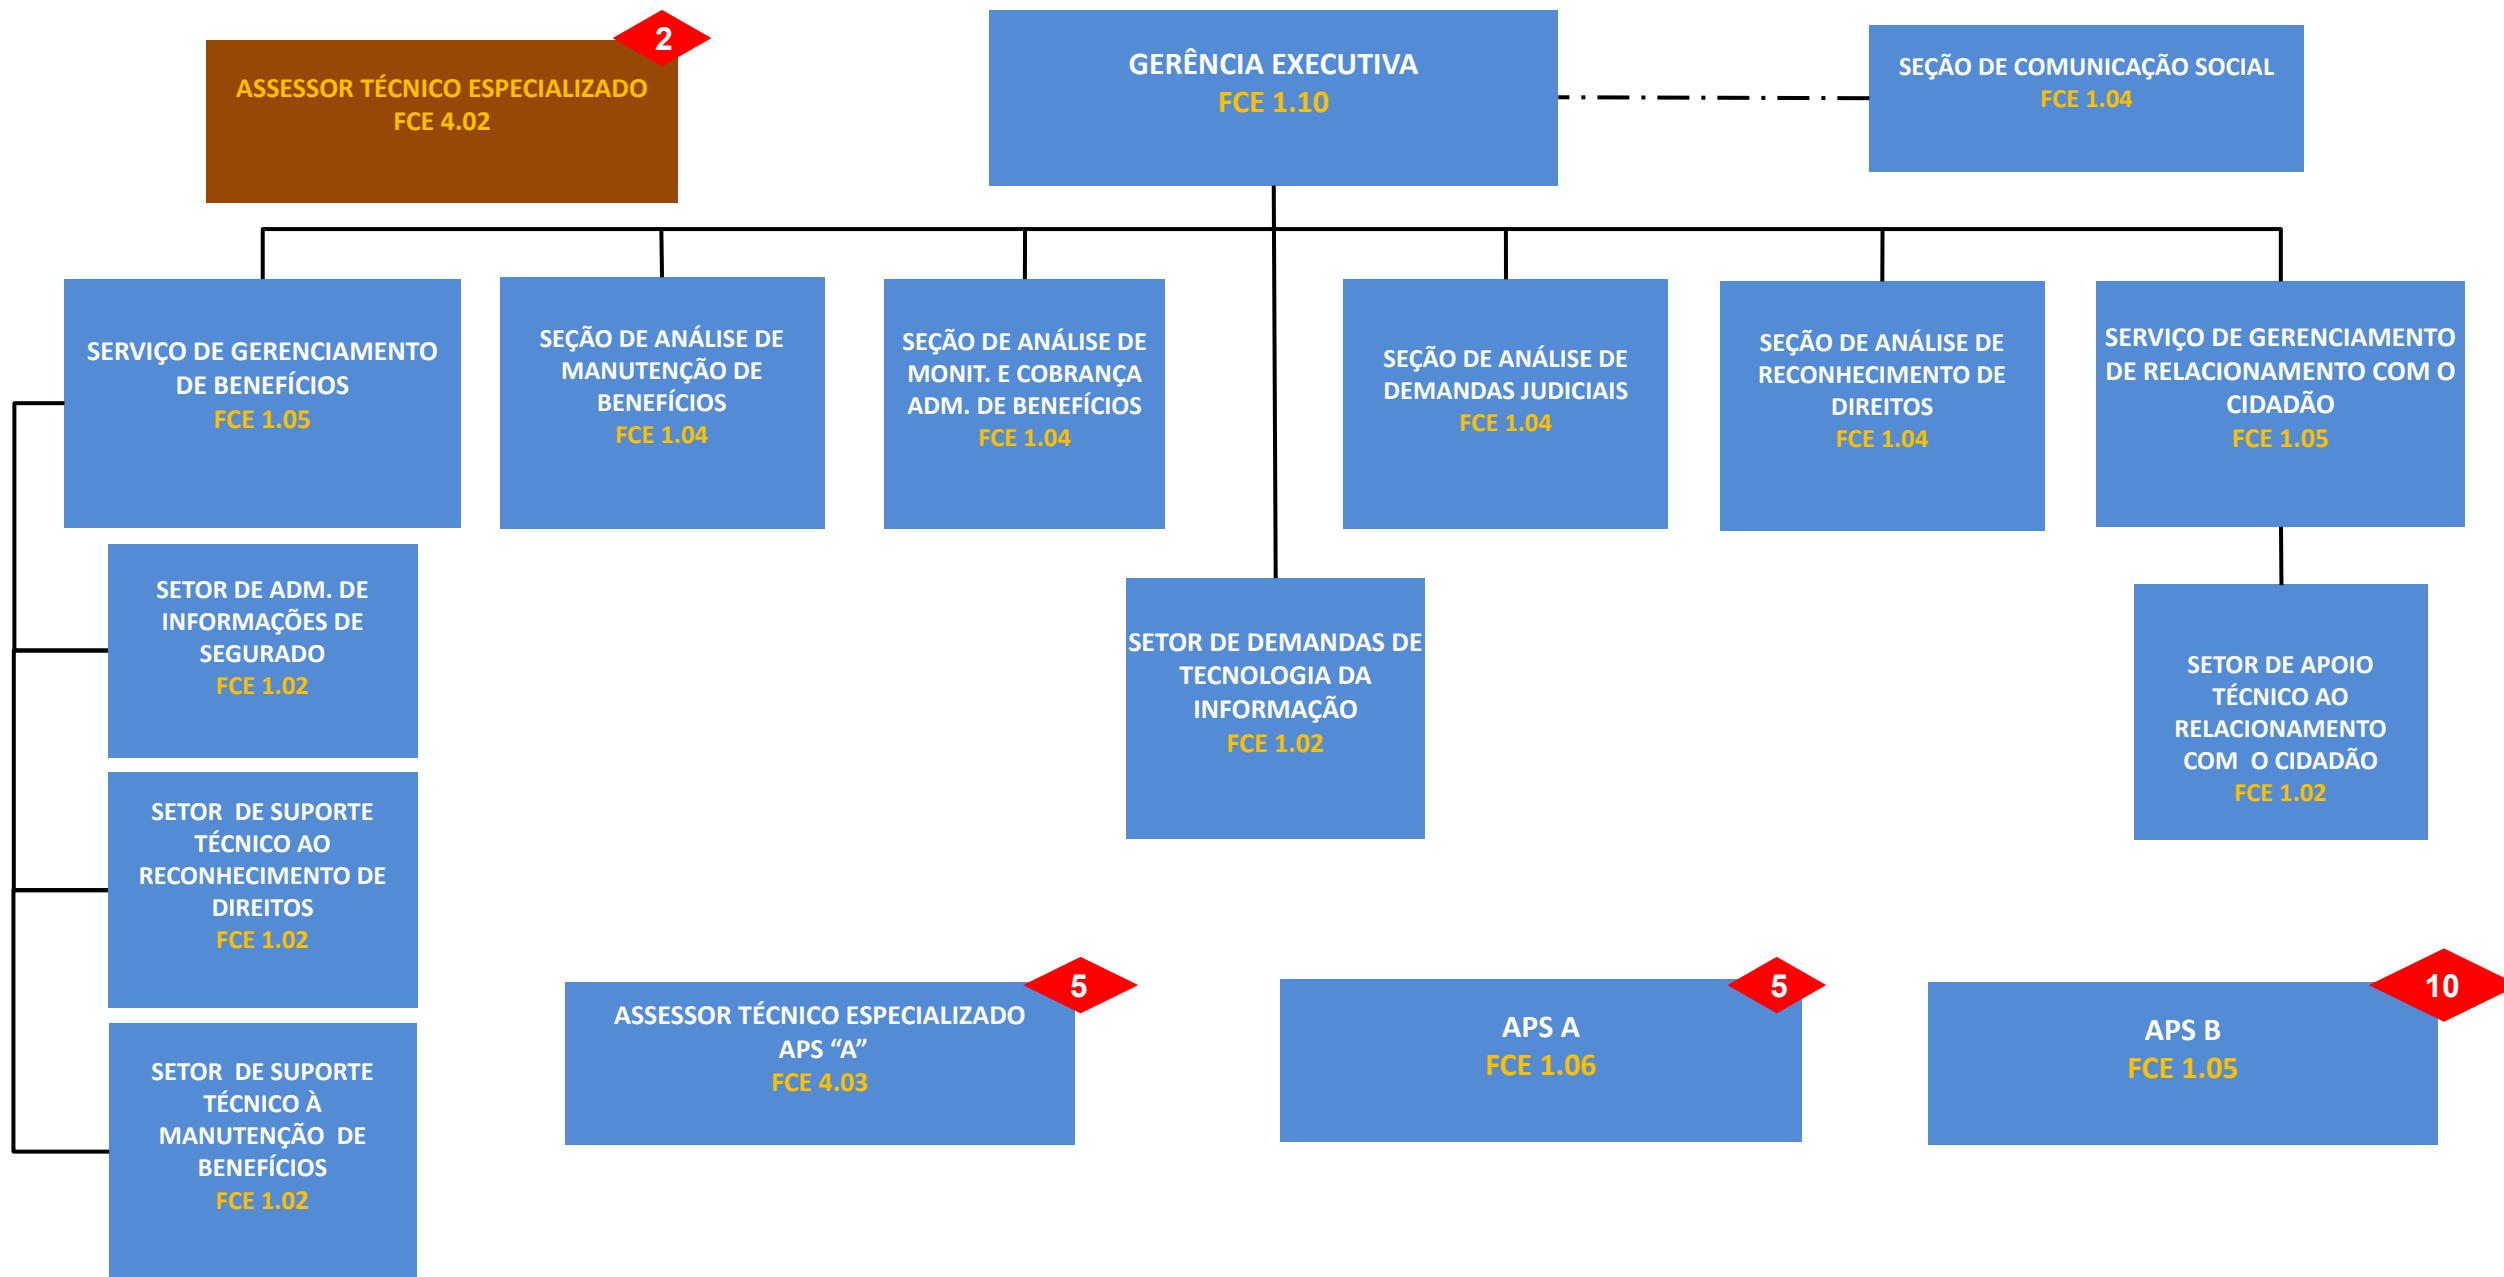 2
ASSESSOR TÉCNICO ESPECIALIZADO
FCE 4.02
GERÊNCIA EXECUTIVA
FCE 1.10
SEÇÃO DE COMUNICAÇÃO SOCIAL
FCE 1.04
SERVIÇO DE GERENCIAMENTO
DE BENEFÍCIOS
FCE 1.05
SEÇÃO DE ANÁLISE DE
MANUTENÇÃO DE
BENEFÍCIOS
FCE 1.04
SEÇÃO DE ANÁLISE DE
MONIT. E COBRANÇA
ADM. DE BENEFÍCIOS
FCE 1.04
SEÇÃO DE ANÁLISE DE
DEMANDAS JUDICIAIS
FCE 1.04
SEÇÃO DE ANÁLISE DE
RECONHECIMENTO DE
DIREITOS
FCE 1.04
SERVIÇO DE GERENCIAMENTO
DE RELACIONAMENTO COM O
CIDADÃO
FCE 1.05
SETOR DE ADM. DE
INFORMAÇÕES DE
SEGURADO
FCE 1.02
SETOR DE DEMANDAS DE
TECNOLOGIA DA
INFORMAÇÃO
FCE 1.02
SETOR DE APOIO
TÉCNICO AO
RELACIONAMENTO
COM O CIDADÃO
FCE 1.02
SETOR DE SUPORTE
TÉCNICO AO
RECONHECIMENTO DE
DIREITOS
FCE 1.02
SETOR DE SUPORTE
TÉCNICO À
MANUTENÇÃO DE
BENEFÍCIOS
FCE 1.02
5
ASSESSOR TÉCNICO ESPECIALIZADO
APS “A”
FCE 4.03
5
APS A
FCE 1.06
10
APS B
FCE 1.05